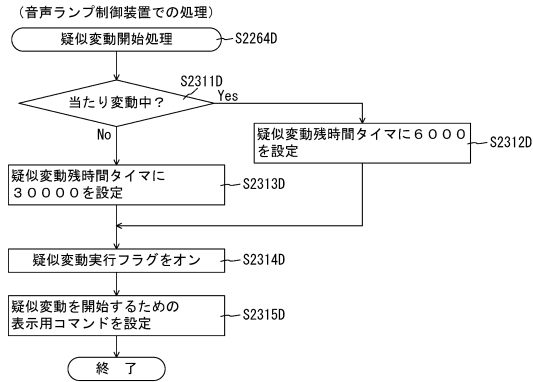 （音声ランプ制御装置での処理）
疑似変動開始処理
S2264D
S2311D
当たり変動中？
Yes
No
疑似変動残時間タイマに６０００
を設定
S2312D
疑似変動残時間タイマに
３００００を設定
S2313D
疑似変動実行フラグをオン
S2314D
疑似変動を開始するための
表示用コマンドを設定
S2315D
終　了